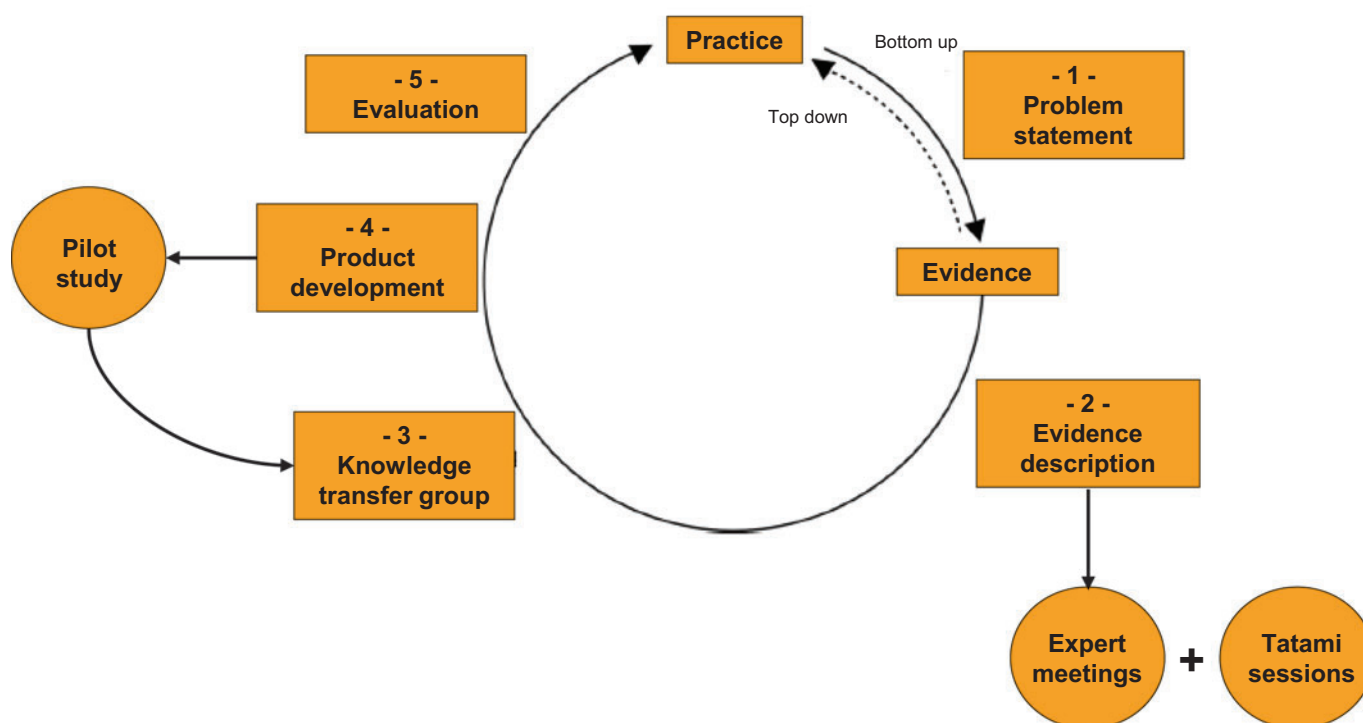 Practice
Bottom up
Top down
- 1 -
Problem
statement
Evidence
- 2 -
Evidence
description
Expert
meetings
+
Tatami
sessions
- 3 -
Knowledge
transfer group
- 4 -
Product
development
Pilot
study
- 5 -
Evaluation